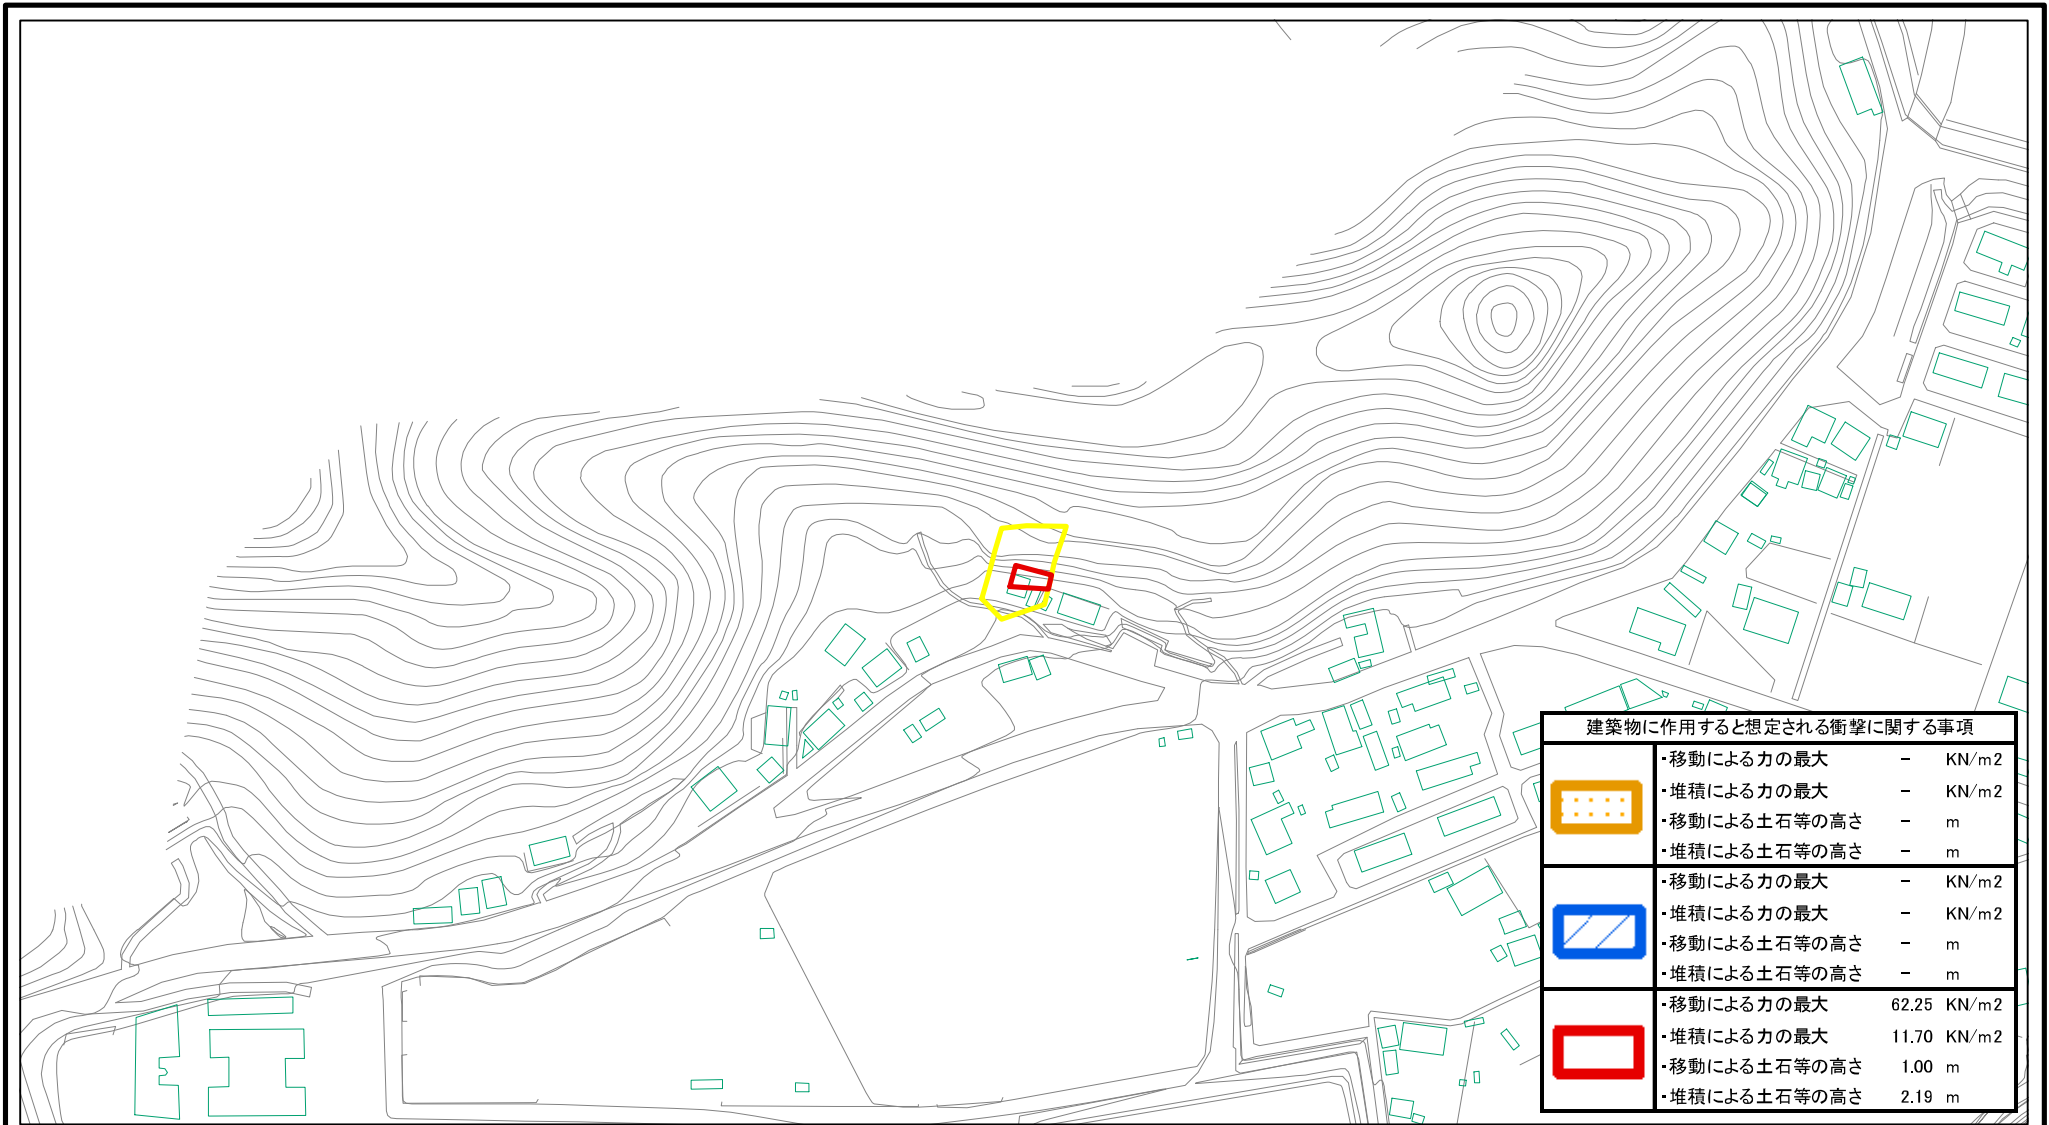 建築物に作用すると想定される衝撃に関する事項
・移動による力の最大 － KN/m2
・堆積による力の最大 － KN/m2
・移動による土石等の高さ － m
・堆積による土石等の高さ － m
・移動による力の最大 － KN/m2
・堆積による力の最大 － KN/m2
・移動による土石等の高さ － m
・堆積による土石等の高さ － m
・移動による力の最大 62.25 KN/m2
・堆積による力の最大 11.70 KN/m2
・移動による土石等の高さ 1.00 m
・堆積による土石等の高さ 2.19 m